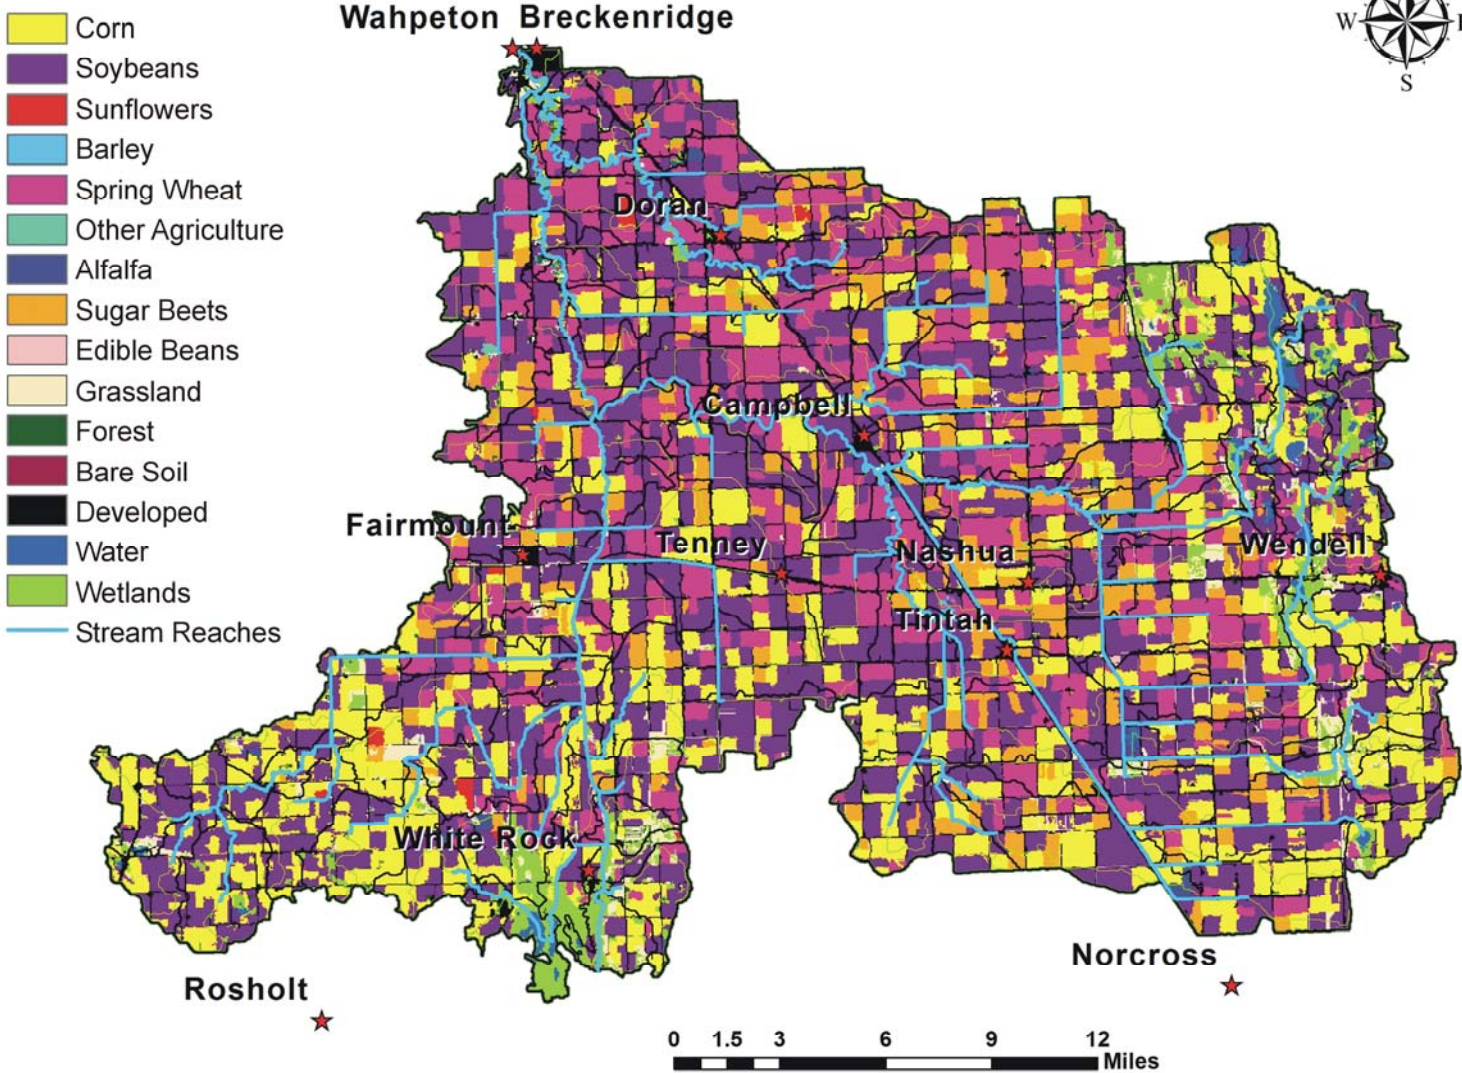 Wahpeton Breckenridge
Corn
Soybeans
Sunflowers
Barley
Spring Wheat
Other Agriculture
Alfalfa
Sugar Beets
Edible Beans
Grassland
Forest
Bare Soil
Developed
Water
Wetlands
Stream Reaches
W
S
Doran
Campbell
Fairmount
Tenney
Nashua
Wendell
Tintah
White Rock
Norcross
Rosholt
0 1.5 3 6 9 12
Miles